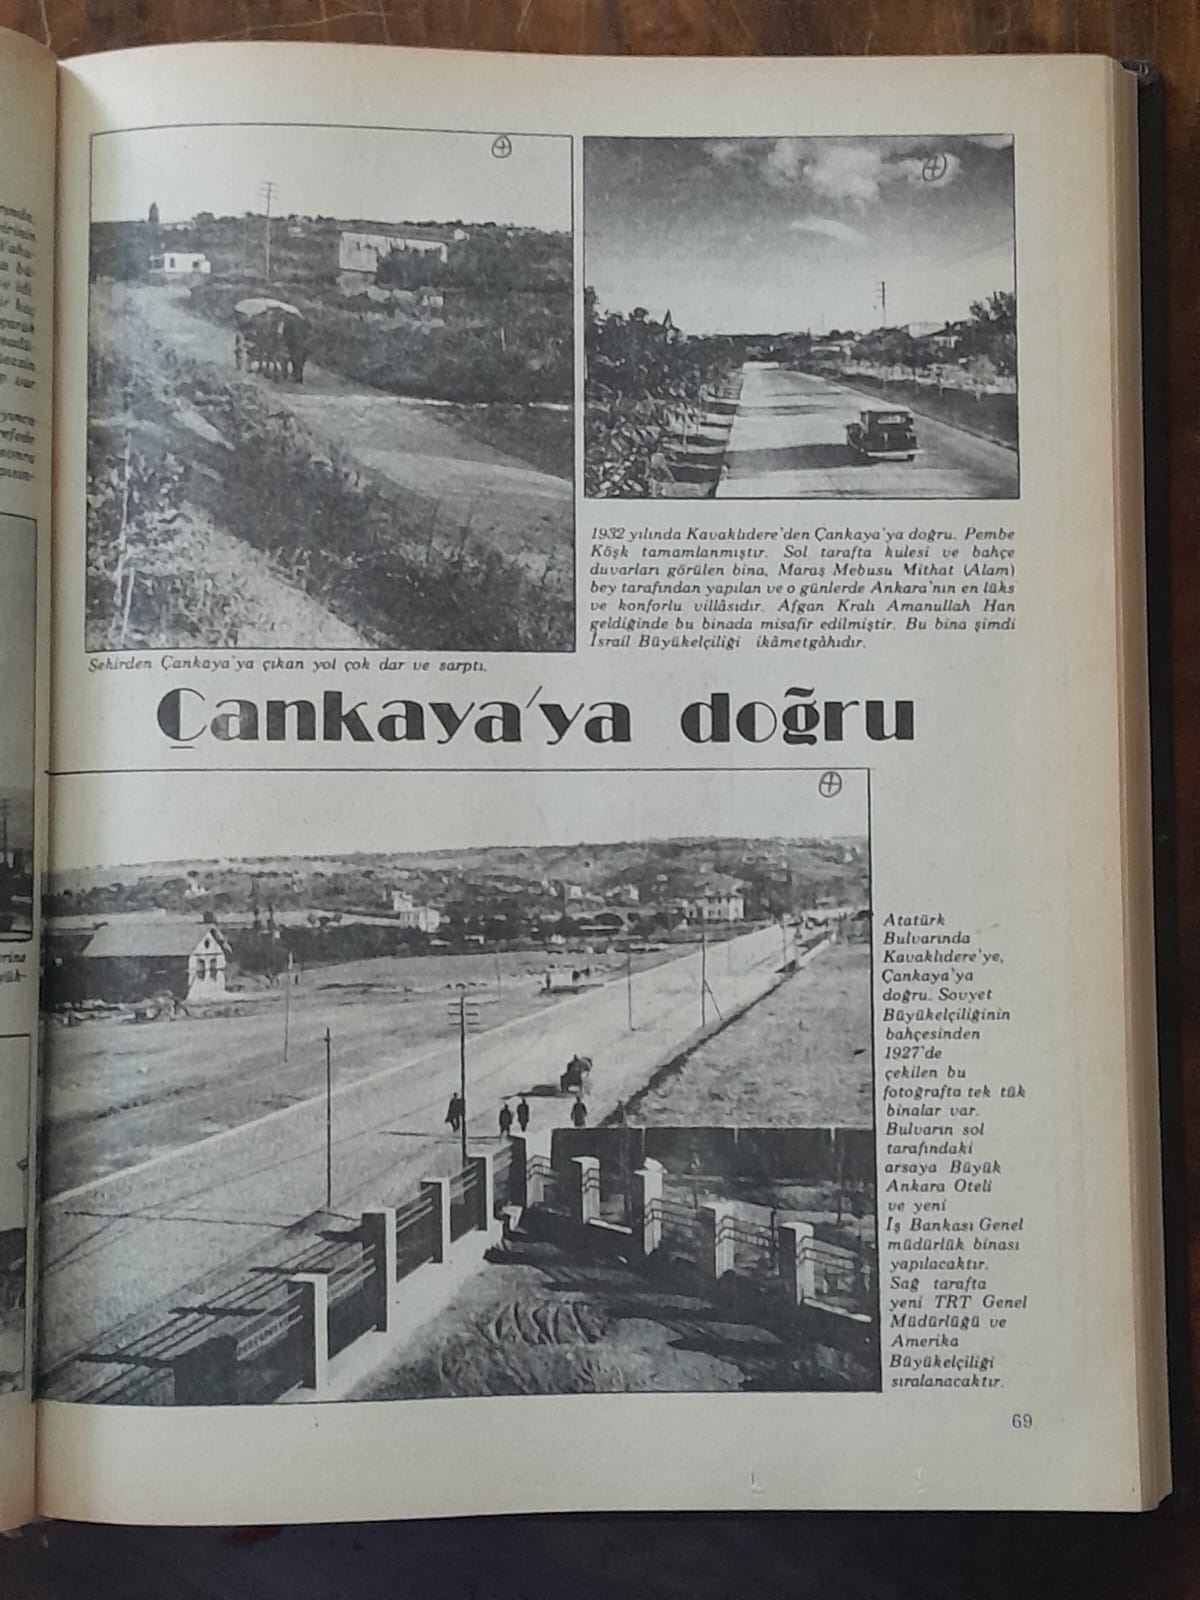 1932 yılında Kavaklıdere'den Çankaya'ya doğru. Pembe
Köşk tamamlanmıştır. Sol tarafta kulesi ve bahçe
duvarları görülen bina, Maraş Mebusu Mithat (Alam)
bey tarafından yapılan ve o günlerde Ankara'nın en lüks
ve konforlu villâsıdır. Afgan Kralı Amanullah Han
geldiğinde bu binada misafir edilmiştir. Bu bina şimdi
İsrail Büyükelçiliği ikâmetgâhıdır.
Şehirden Çankaya'ya çıkan yol çok dar ve sarptı.
Çankaya'ya doğru
Atatürk
Bulvarında
Kavaklıdere'ye,
Çankaya'ya
doğru. Sovyet
Büyükelçiliğinin
bahçesinden
1927'de
çekilen bu
fotoğrafta tek tük
binalar var.
Bulvarın sol
tarafındaki
arsaya Büyük
Ankara Oteli
ve yeni
İş Bankası Genel
müdürlük binası
yapılacaktır.
Sağ tarafta
yeni TRT Genel
Müdürlüğü ve
Amerika
Büyükelçiliği
sıralanacaktır.
69